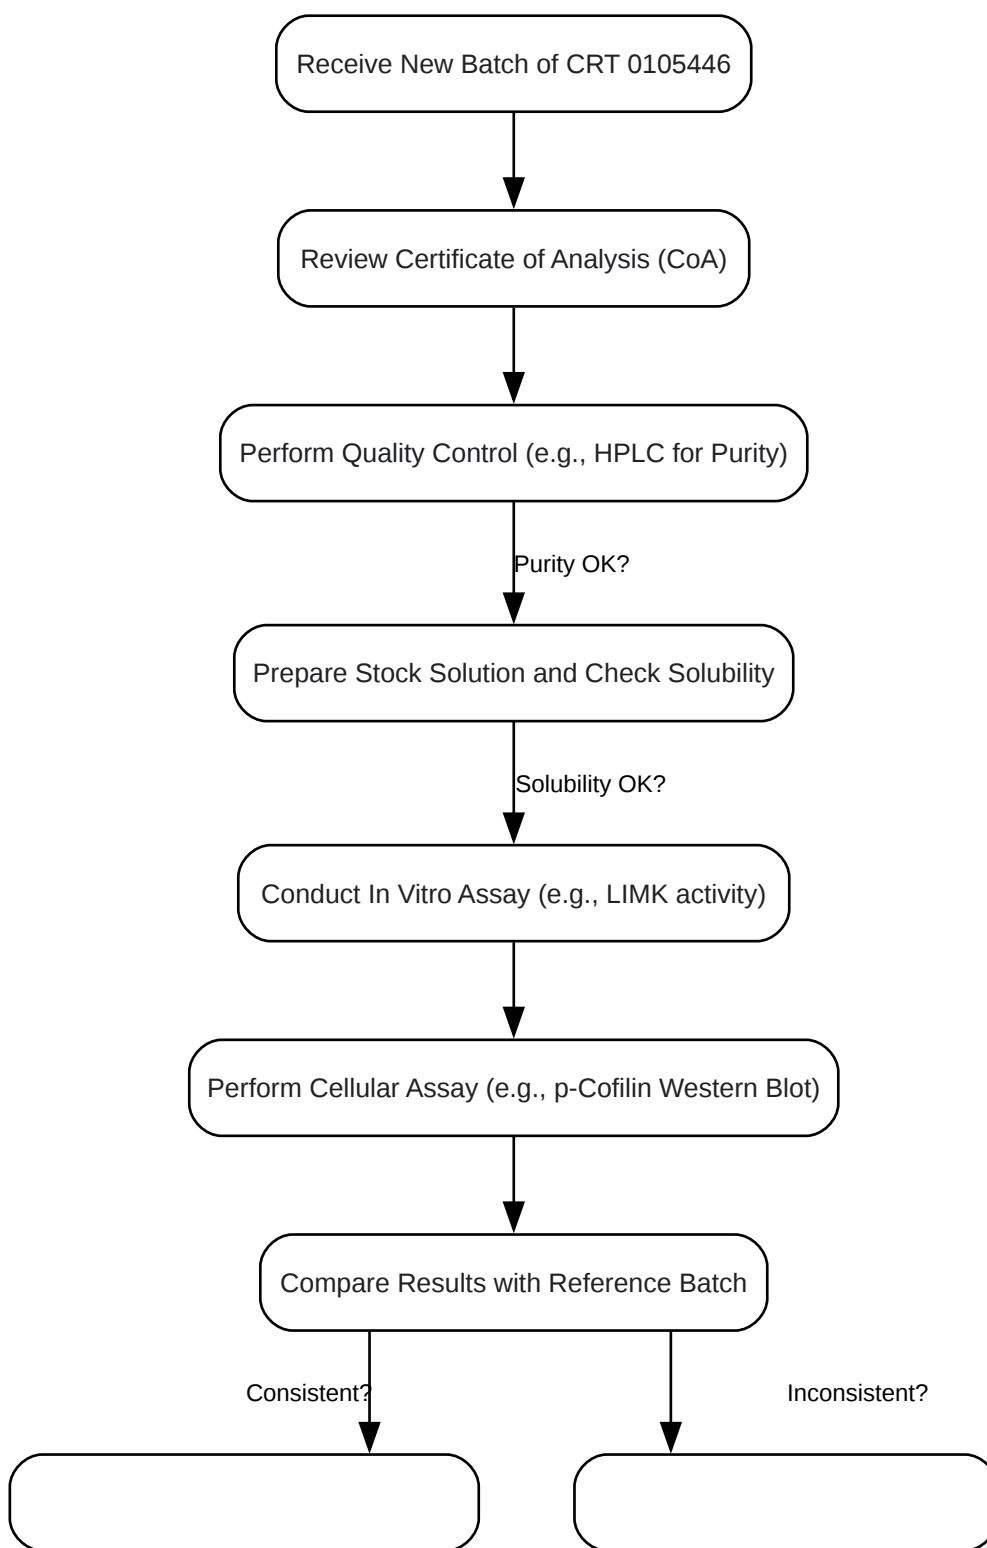 Receive New Batch of CRT 0105446
Review Certificate of Analysis (CoA)
Perform Quality Control (e.g., HPLC for Purity)
Purity OK?
Prepare Stock Solution and Check Solubility
Solubility OK?
Conduct In Vitro Assay (e.g., LIMK activity)
Perform Cellular Assay (e.g., p-Cofilin Western Blot)
Compare Results with Reference Batch
Consistent?
Inconsistent?